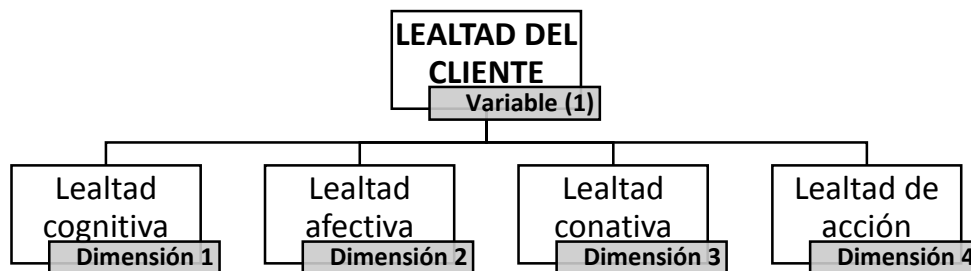 LEALTAD DEL
CLIENTE
Variable (1)
Lealtad
cognitiva
Dimensión 1
Lealtad
afectiva
Dimensión 2
Lealtad
conativa
Dimensión 3
Lealtad de
acción
Dimensión 4